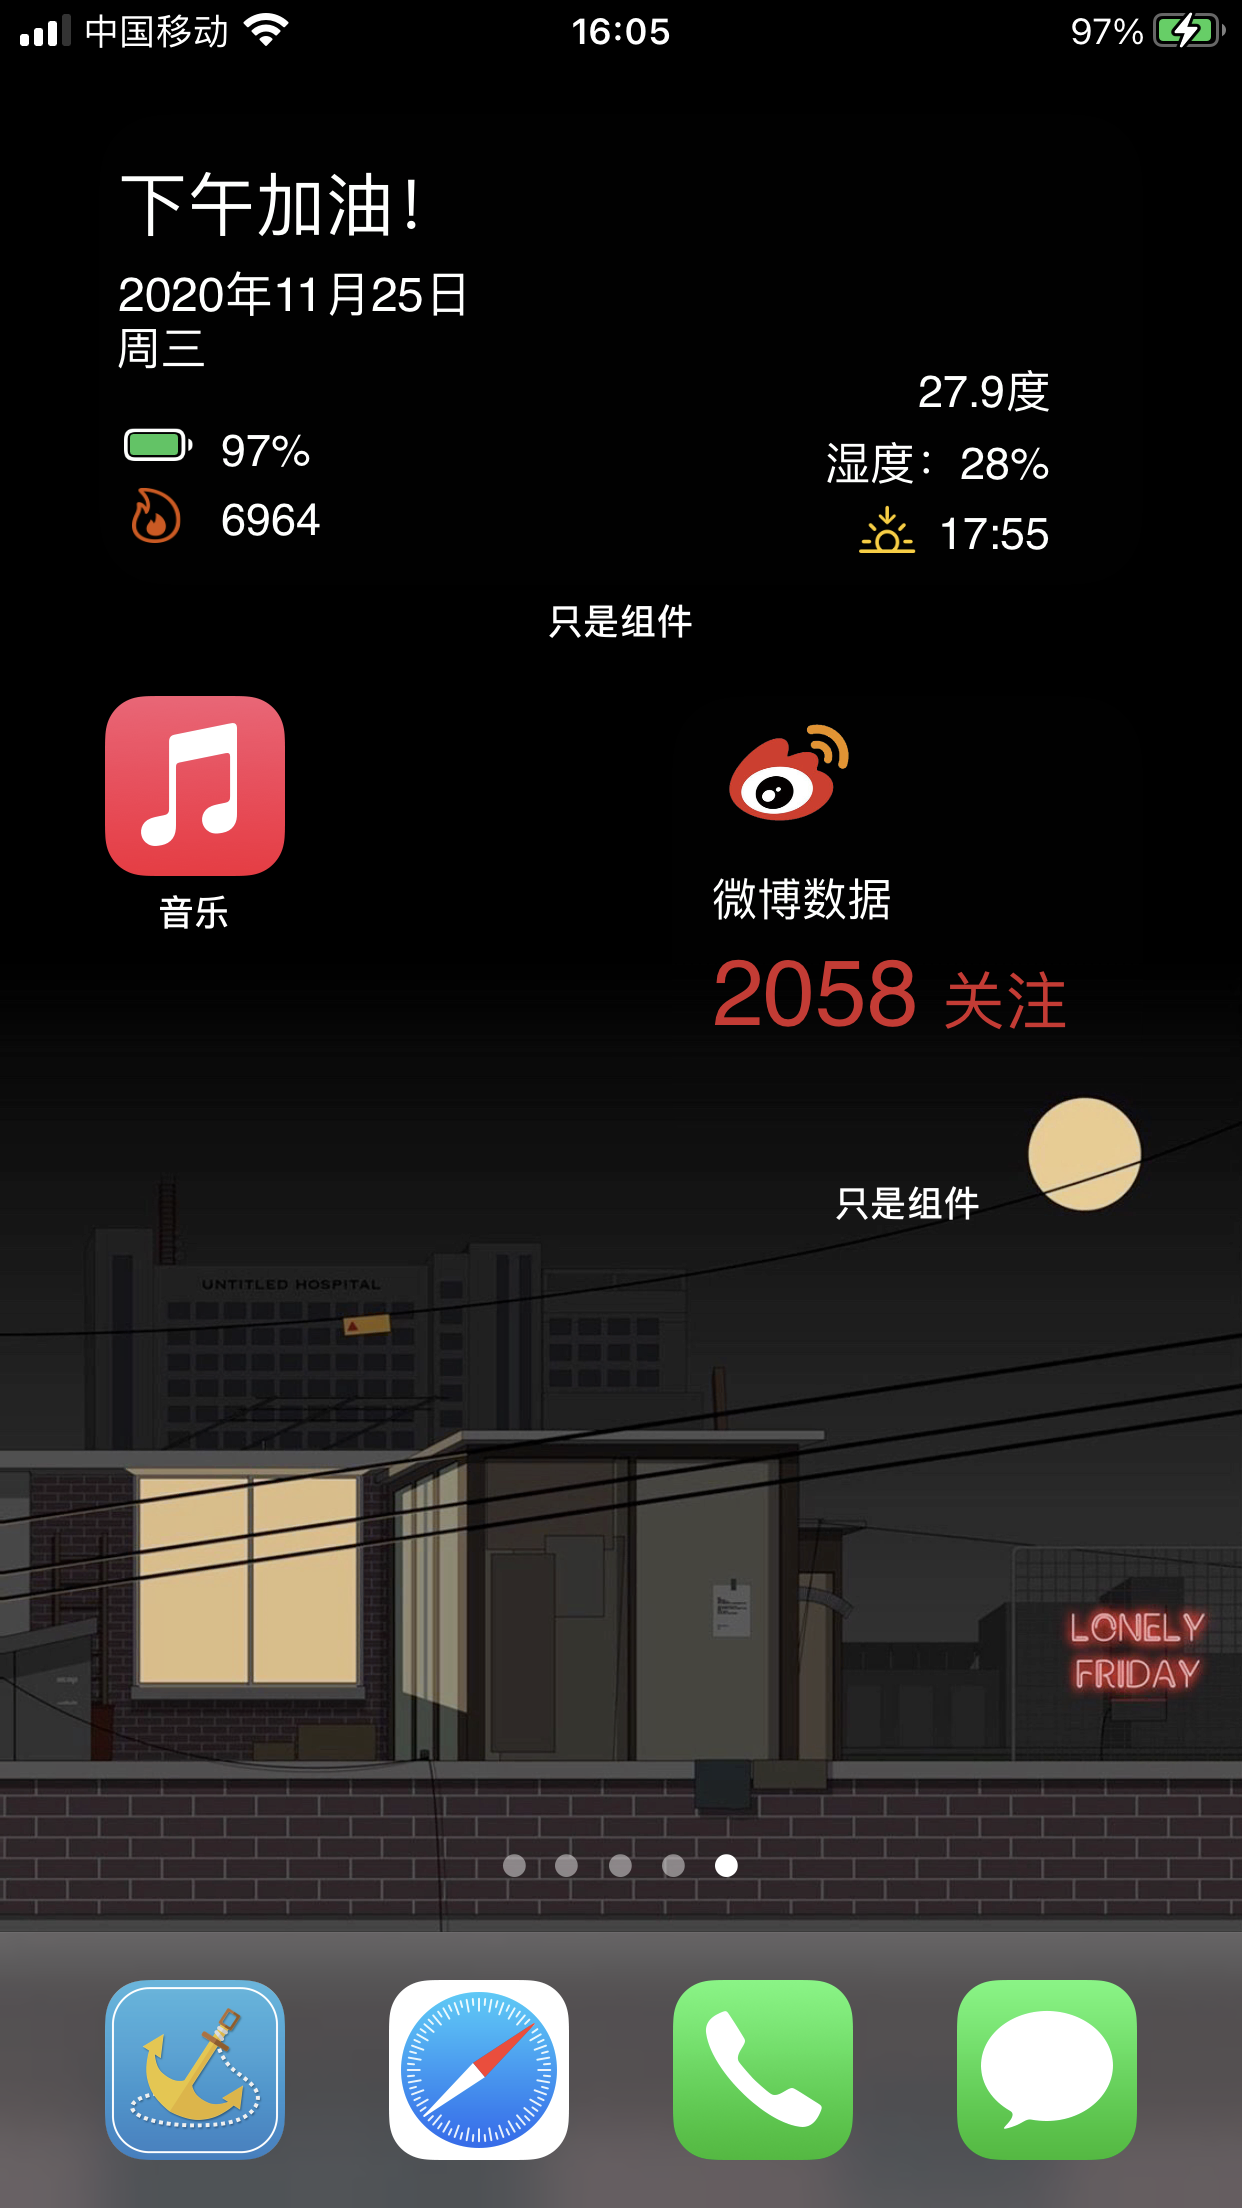 中国移动 16:05 97%
下午加油!
2020年11月25日
周三
27.9度
97%
湿度：28%
6964
17:55
只是组件
音乐
微博数据
2058 关注
只是组件
UNTITLED HOSPITAL
LONELY
FRIDAY